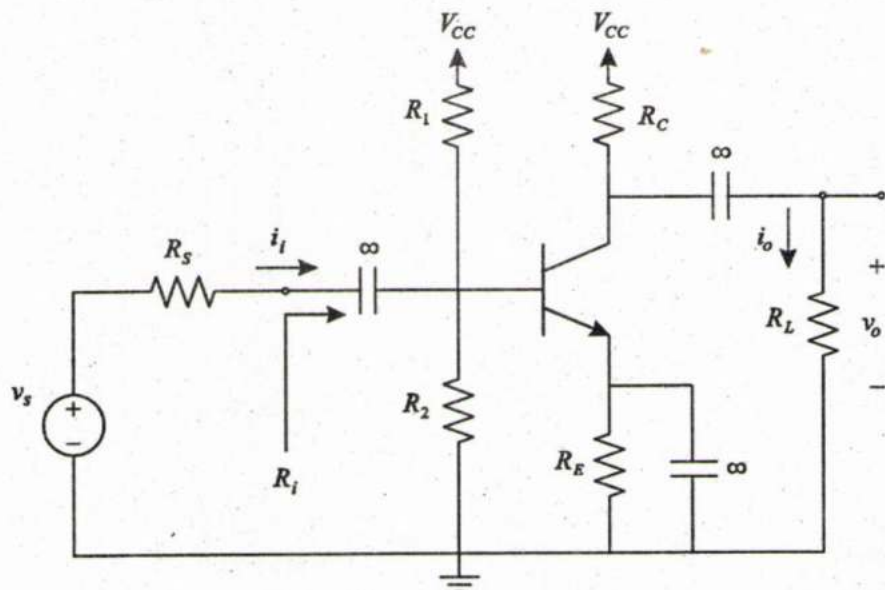 V_CC V_CC
R_1 R_C
∞
R_S i_i ∞ i_o
+
R_L v_o
v_s + R_2 −
−
R_i R_E ∞